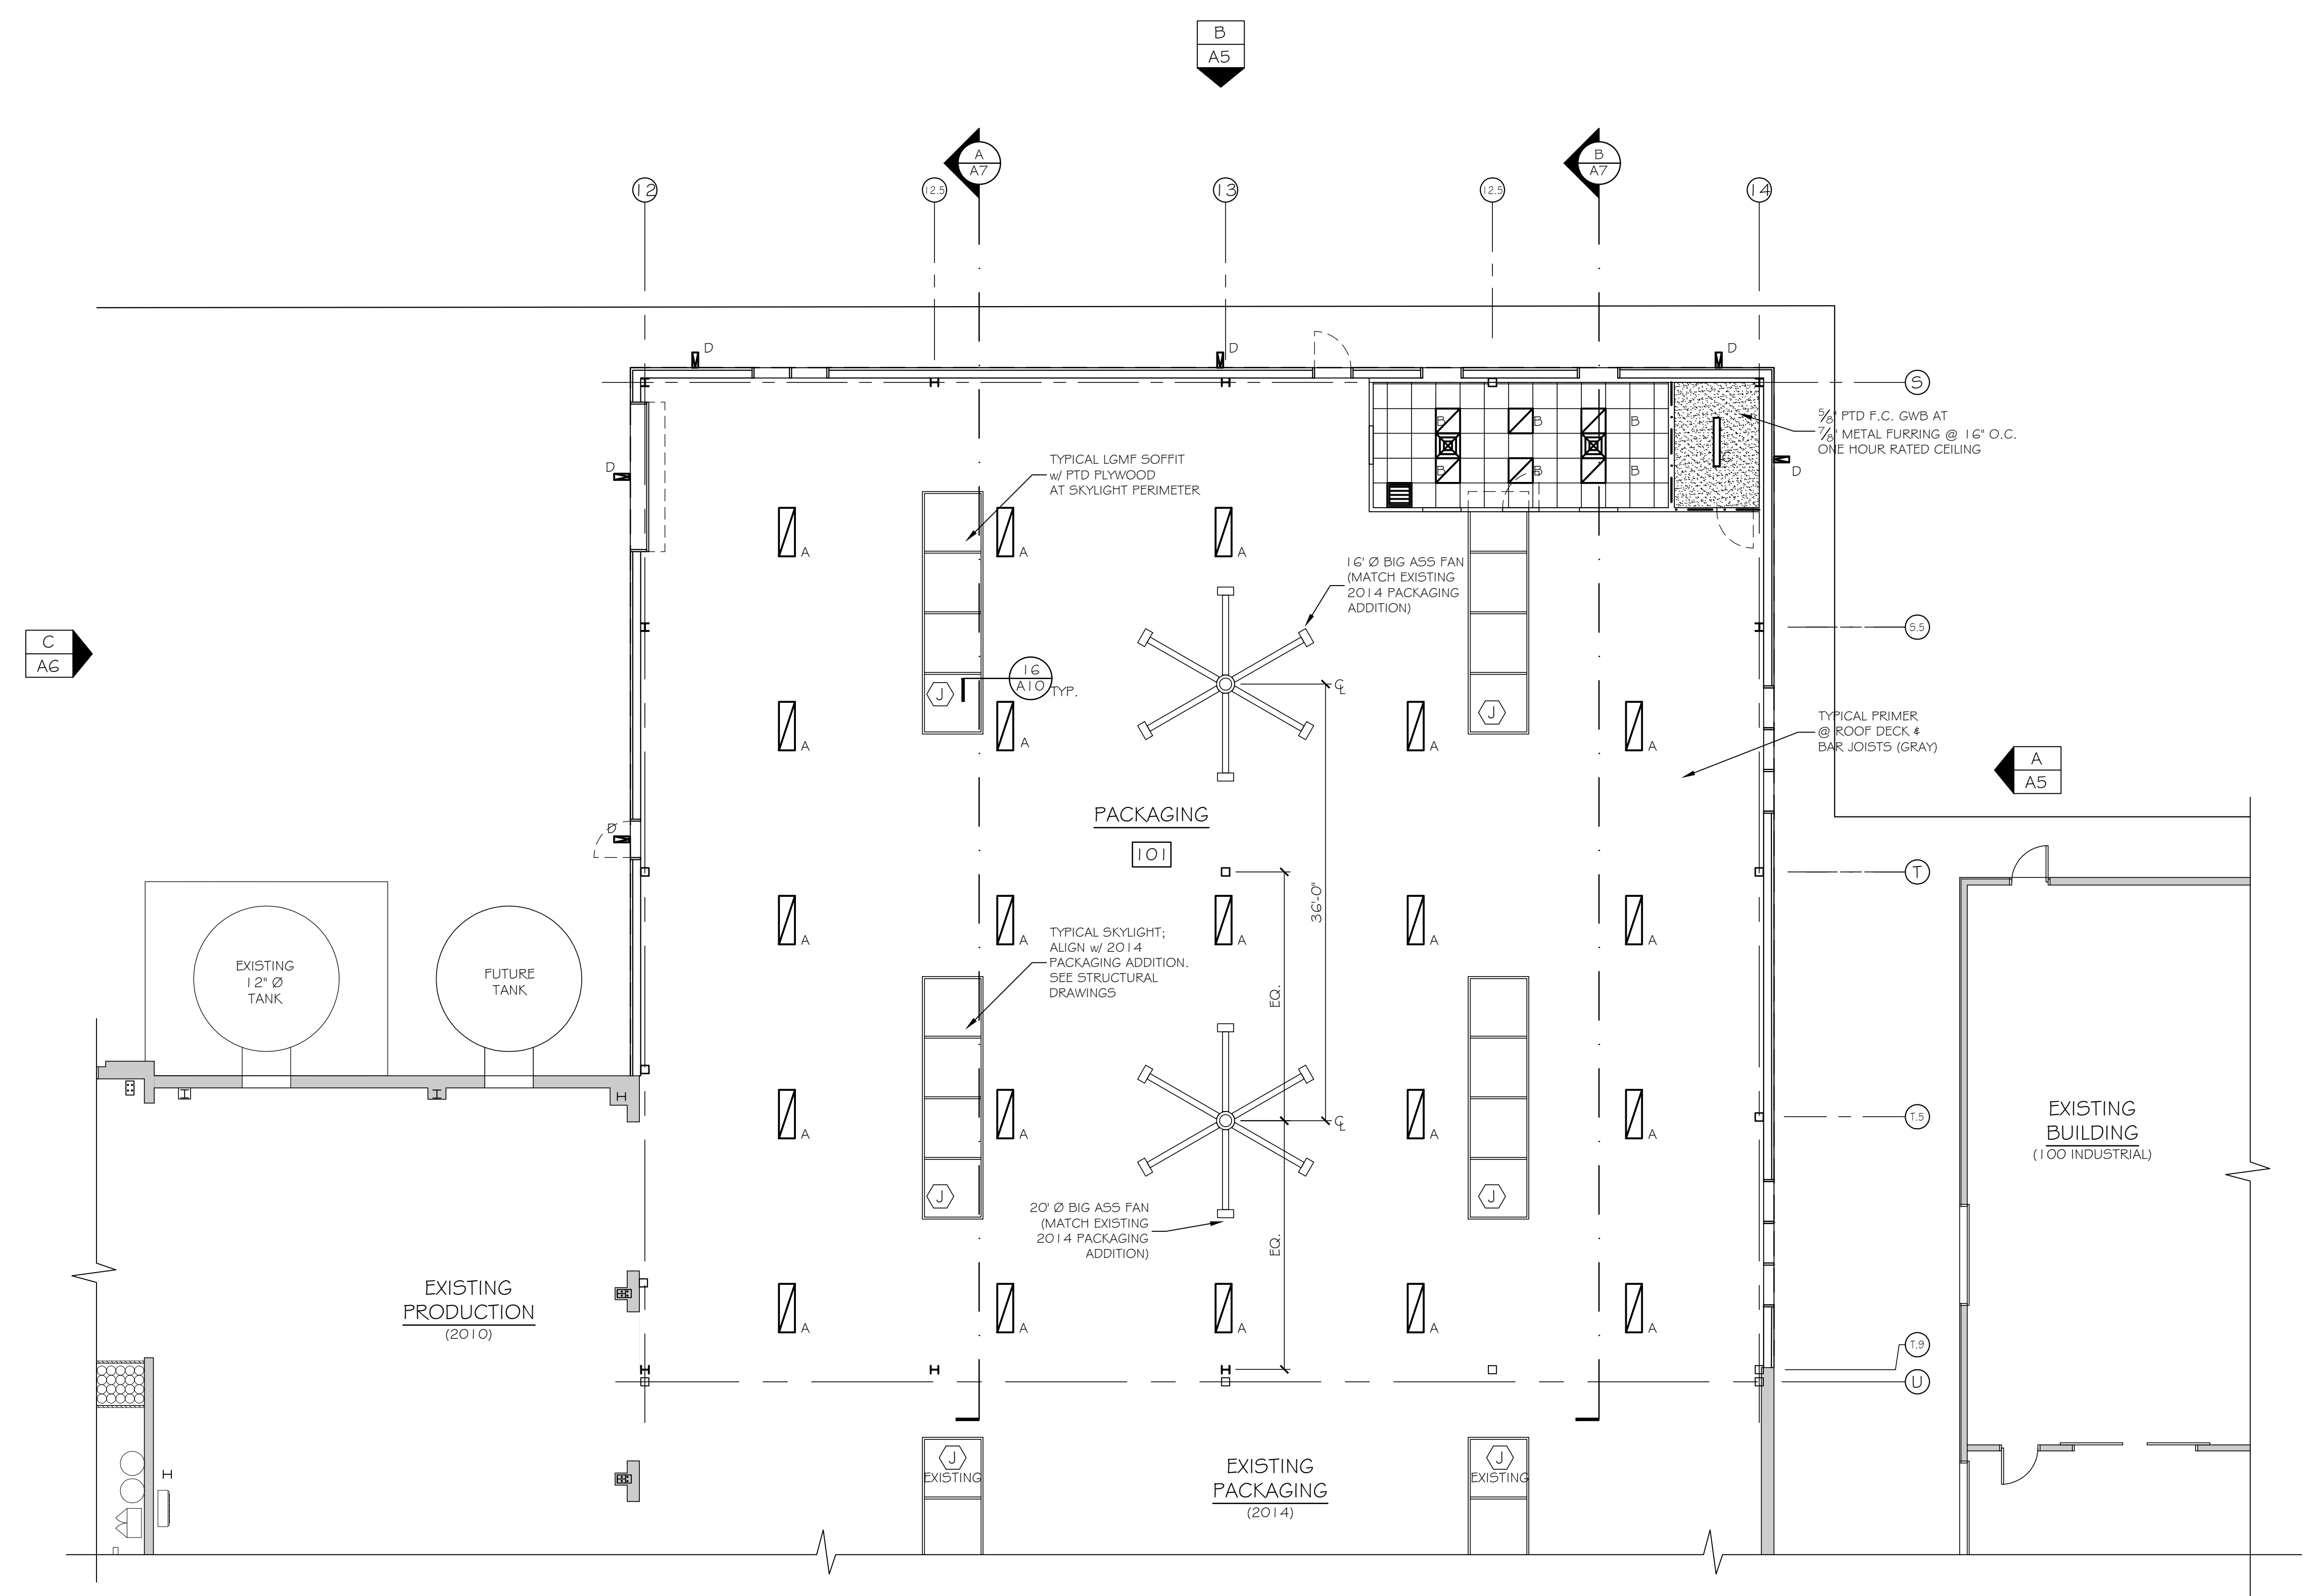 B
A5
A
A7
B
A7
12
12.5
13
12.5
14
D
D
D
S
5/8" PTD F.C. GWB AT
7/8" METAL FURRING @ 16" O.C.
ONE HOUR RATED CEILING
B
B
B
B
B
B
B
B
C
D
D
TYPICAL LGMF SOFFIT
w/ PTD PLYWOOD
AT SKYLIGHT PERIMETER
A
A
A
16' Ø BIG ASS FAN
(MATCH EXISTING
2014 PACKAGING
ADDITION)
S.5
C
A6
16
A10
TYP.
J
J
CL
TYPICAL PRIMER
@ ROOF DECK &
BAR JOISTS (GRAY)
A
A
A
A
A
A5
PACKAGING
101
D
T
36'-0"
A
A
A
A
A
TYPICAL SKYLIGHT;
ALIGN w/ 2014
PACKAGING ADDITION.
SEE STRUCTURAL
DRAWINGS
EXISTING
12" Ø
TANK
FUTURE
TANK
EQ.
CL
T.5
A
A
A
A
A
EXISTING
BUILDING
(100 INDUSTRIAL)
J
J
20' Ø BIG ASS FAN
(MATCH EXISTING
2014 PACKAGING
ADDITION)
EQ.
EXISTING
PRODUCTION
(2010)
A
A
A
A
A
T.9
U
J
EXISTING
J
EXISTING
EXISTING
PACKAGING
(2014)